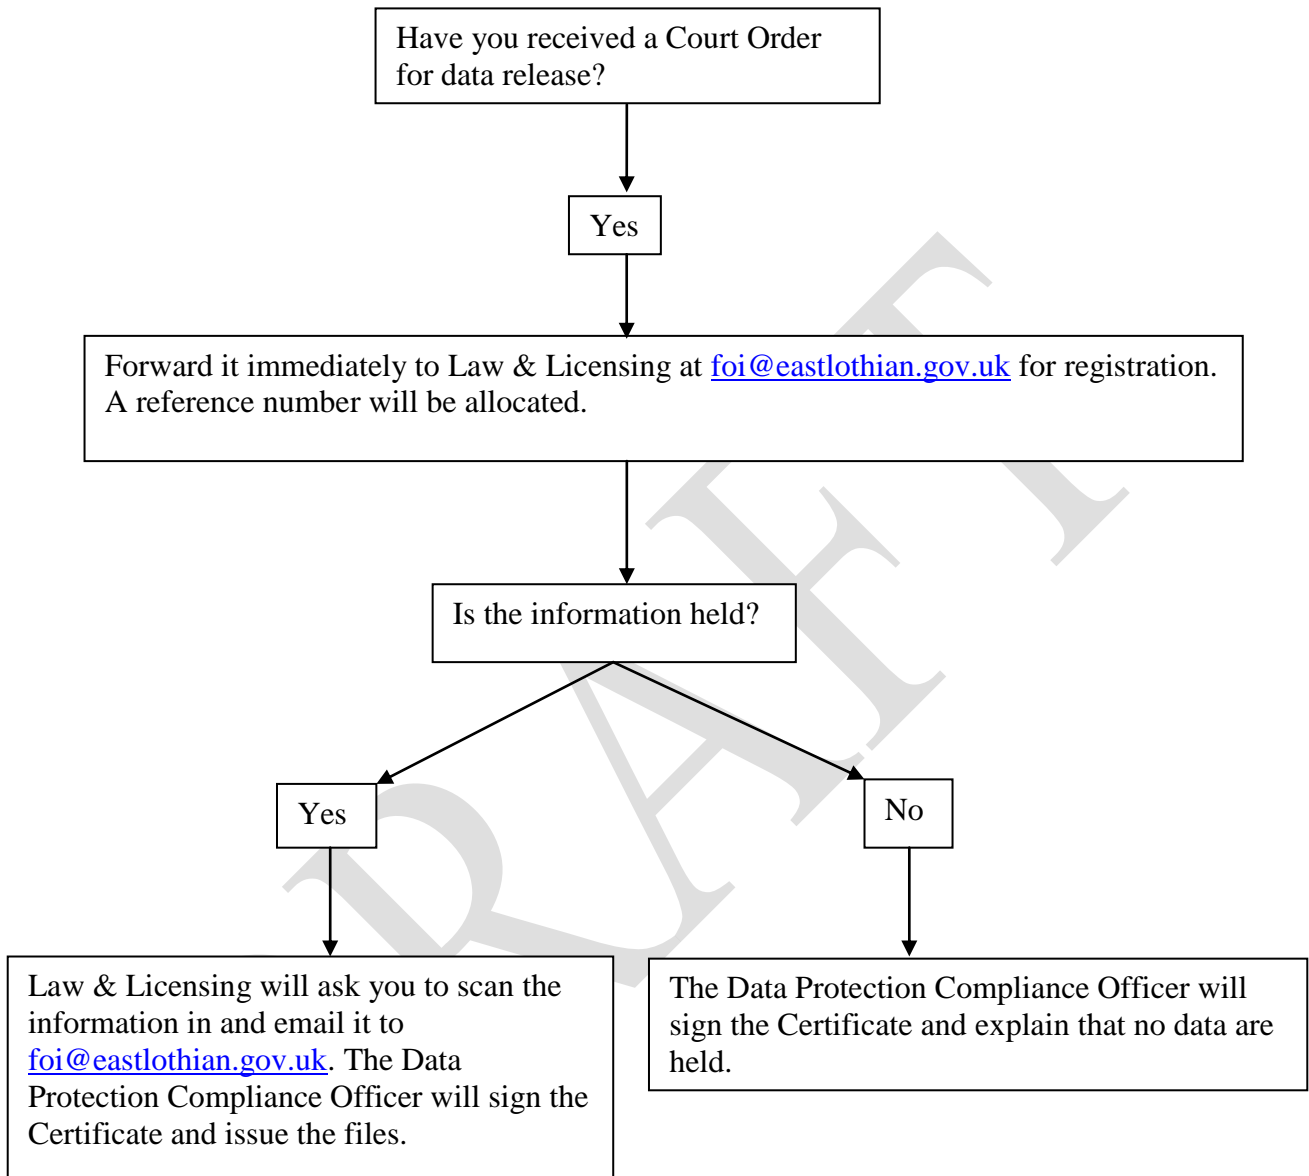 Have you received a Court Order
for data release?
Yes
Forward it immediately to Law & Licensing at foi@eastlothian.gov.uk for registration.
A reference number will be allocated.
Is the information held?
Yes
No
Law & Licensing will ask you to scan the
information in and email it to
foi@eastlothian.gov.uk. The Data
Protection Compliance Officer will sign the
Certificate and issue the files.
The Data Protection Compliance Officer will
sign the Certificate and explain that no data are
held.
RAFT